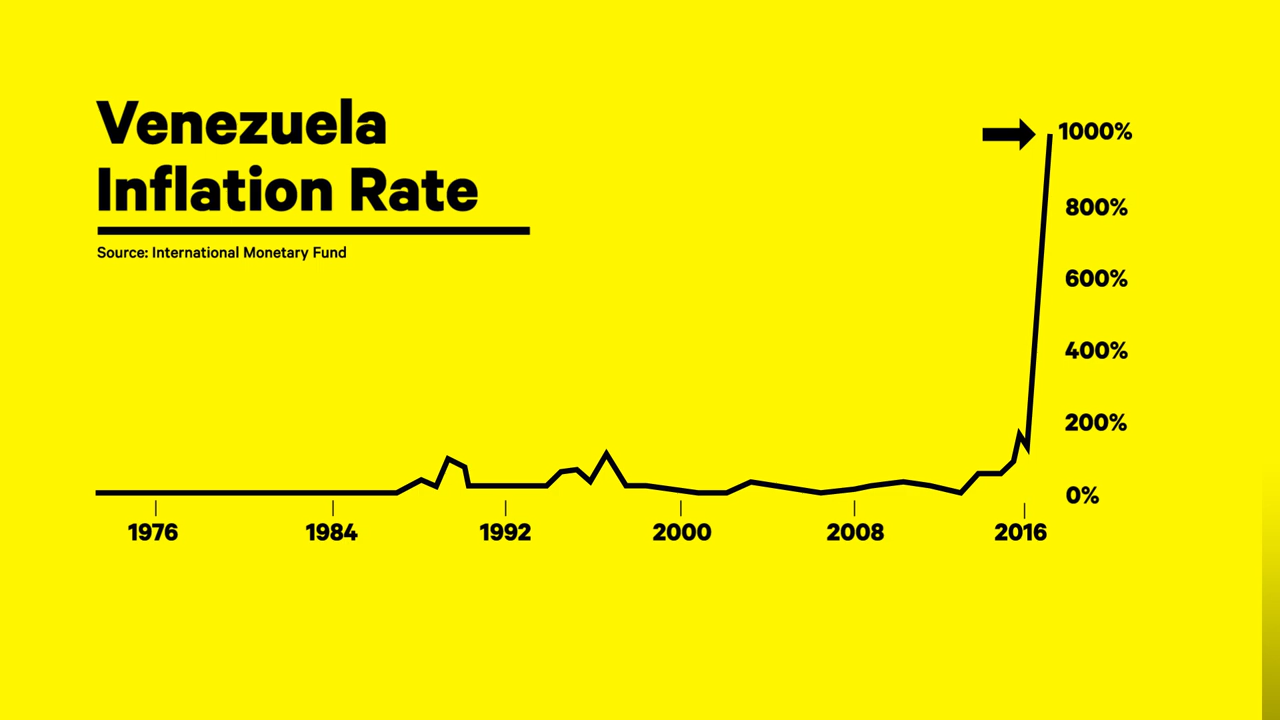 Venezuela
Inflation Rate
Source: International Monetary Fund
1000%
800%
600%
400%
200%
0%
1976 1984 1992 2000 2008 2016